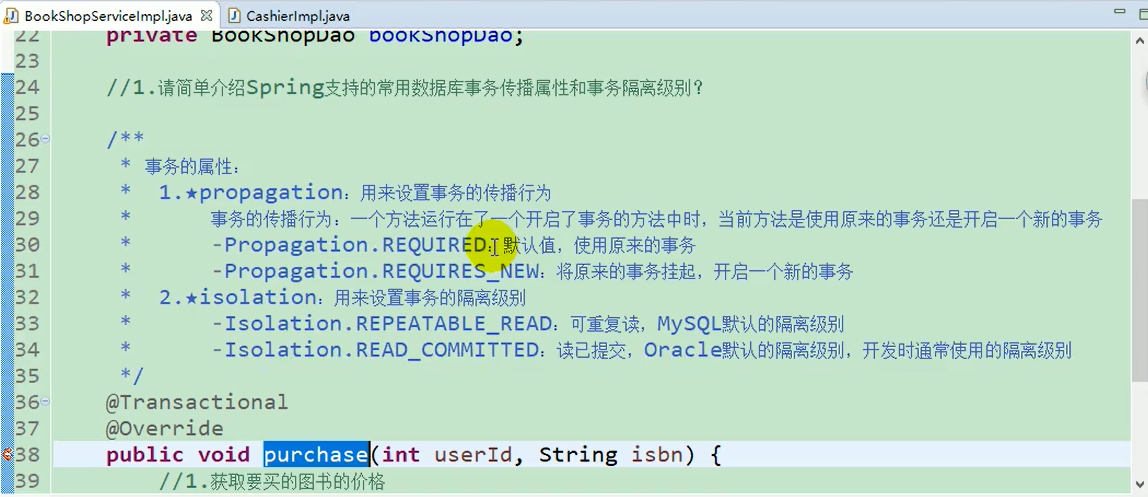 BookShopServiceImpl.java CashierImpl.java
22 private BookShopDao bookShopDao;
23
24 //1.请简单介绍Spring支持的常用数据库事务传播属性和事务隔离级别?
25
26 /**
27 * 事务的属性:
28 * 1.★propagation：用来设置事务的传播行为
29 * 事务的传播行为：一个方法运行在了一个开启了事务的方法中时，当前方法是使用原来的事务还是开启一个新的事务
30 * -Propagation.REQUIRED：默认值，使用原来的事务
31 * -Propagation.REQUIRES_NEW：将原来的事务挂起，开启一个新的事务
32 * 2.★isolation：用来设置事务的隔离级别
33 * -Isolation.REPEATABLE_READ：可重复读，MySQL默认的隔离级别
34 * -Isolation.READ_COMMITTED：读已提交，Oracle默认的隔离级别，开发时通常使用的隔离级别
35 */
36 @Transactional
37 @Override
38 public void purchase(int userId, String isbn) {
39 //1.获取要买的图书的价格